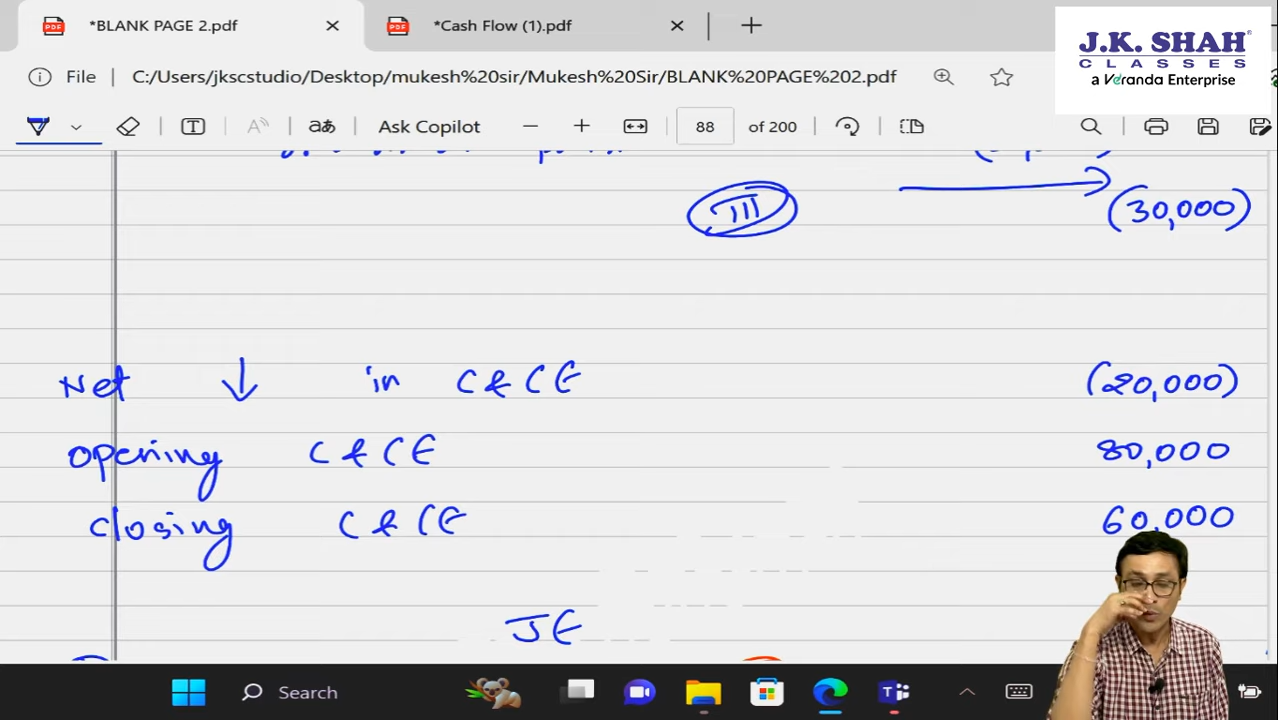 *BLANK PAGE 2.pdf
*Cash Flow (1).pdf
J.K. SHAH
CLASSES
a Veranda Enterprise
File C:/Users/jkscstudio/Desktop/mukesh%20sir/Mukesh%20Sir/BLANK%20PAGE%202.pdf
aあ Ask Copilot 88 of 200
III (30,000)
Net ↓ in C & CE (20,000)
opening C & CE 80,000
closing C & CE 60,000
JE
Search